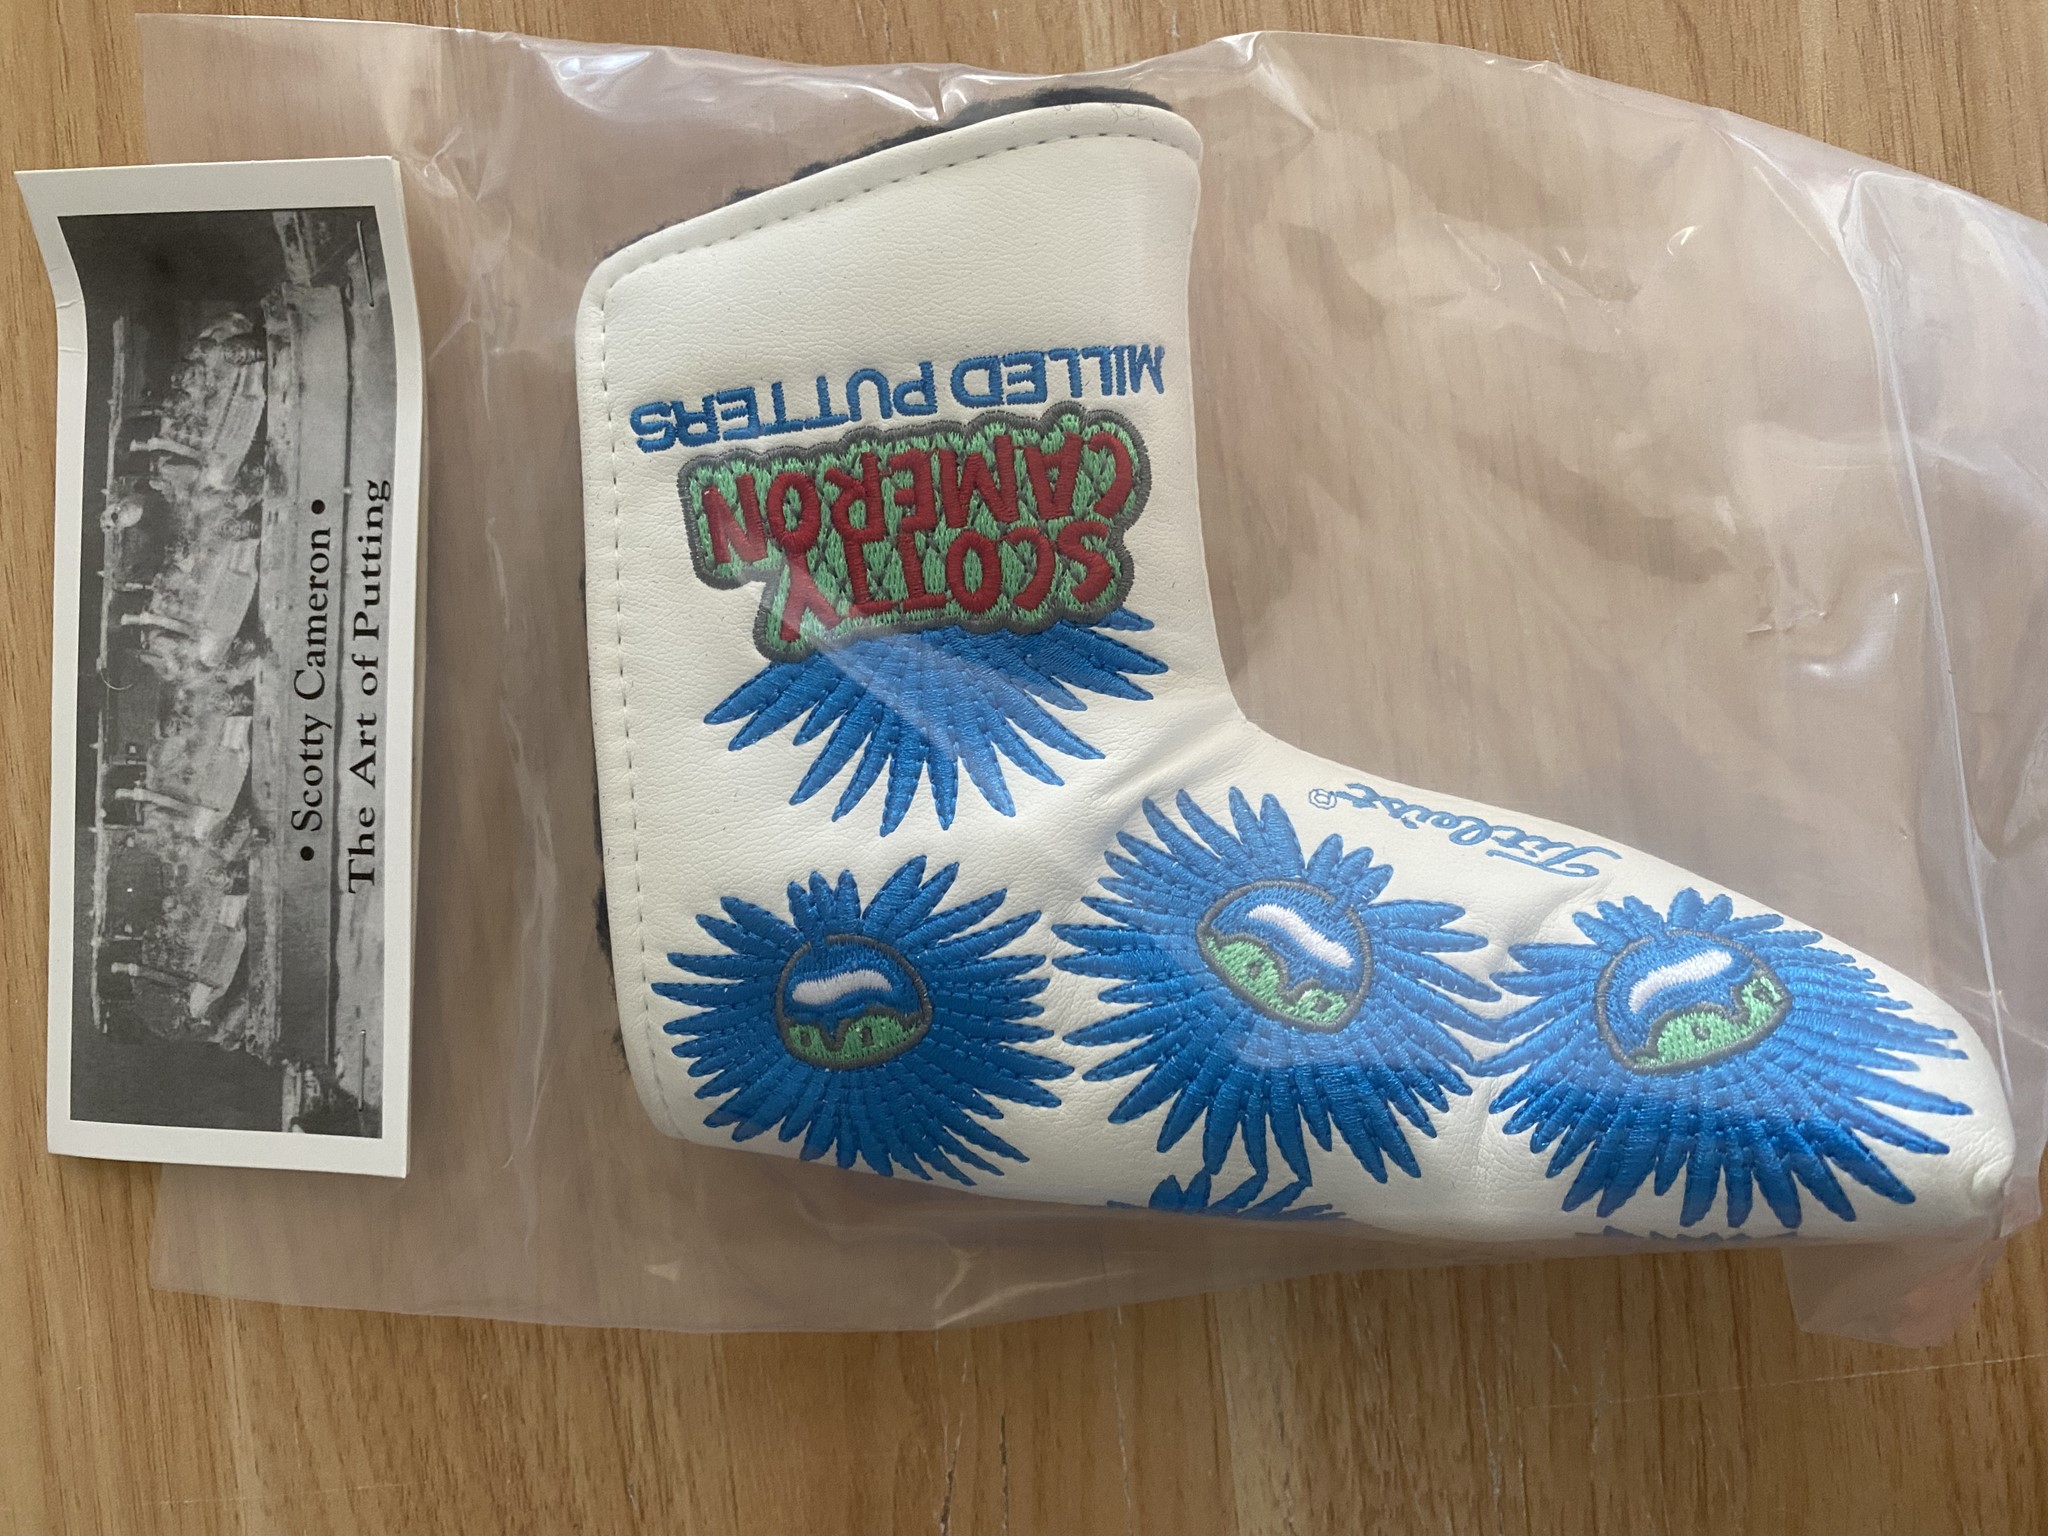 • Scotty Cameron •
The Art of Putting
SCOTTY
CAMERON
MILLED PUTTERS
Titleist®